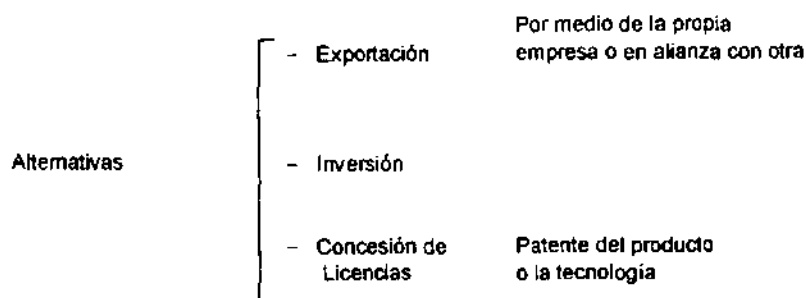 Por medio de la propia
– Exportación empresa o en alianza con otra
Alternativas – Inversión
– Concesión de Patente del producto
Licencias o la tecnología